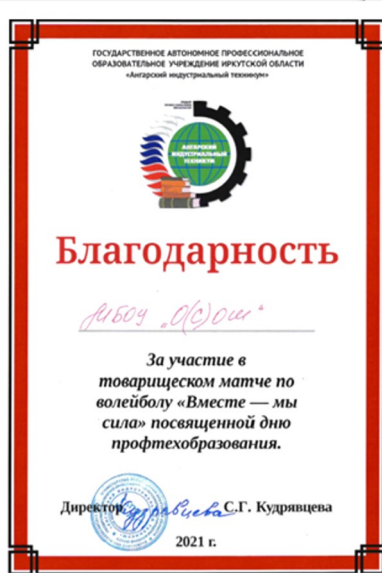 ГОСУДАРСТВЕННОЕ АВТОНОМНОЕ ПРОФЕССИОНАЛЬНОЕ
ОБРАЗОВАТЕЛЬНОЕ УЧРЕЖДЕНИЕ ИРКУТСКОЙ ОБЛАСТИ
«Ангарский индустриальный техникум»
АНГАРСКИЙ
ИНДУСТРИАЛЬНЫЙ
ТЕХНИКУМ
Благодарность
МБОУ „О(С)ОШ“
За участие в
товарищеском матче по
волейболу «Вместе — мы
сила» посвященной дню
профтехобразования.
Директор Кудрявцева С.Г. Кудрявцева
2021 г.